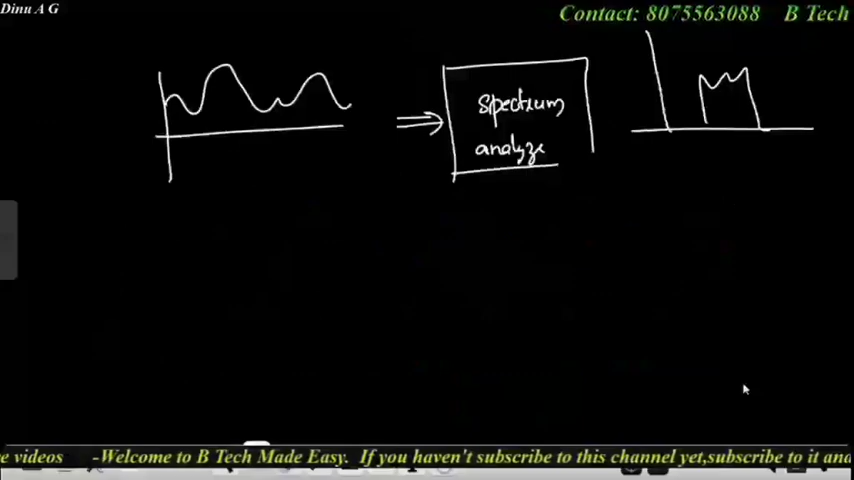 Dinu A G
Contact: 8075563088 B Tech
spectrum
analyze
e videos -Welcome to B Tech Made Easy. If you haven't subscribe to this channel yet,subscribe to it and